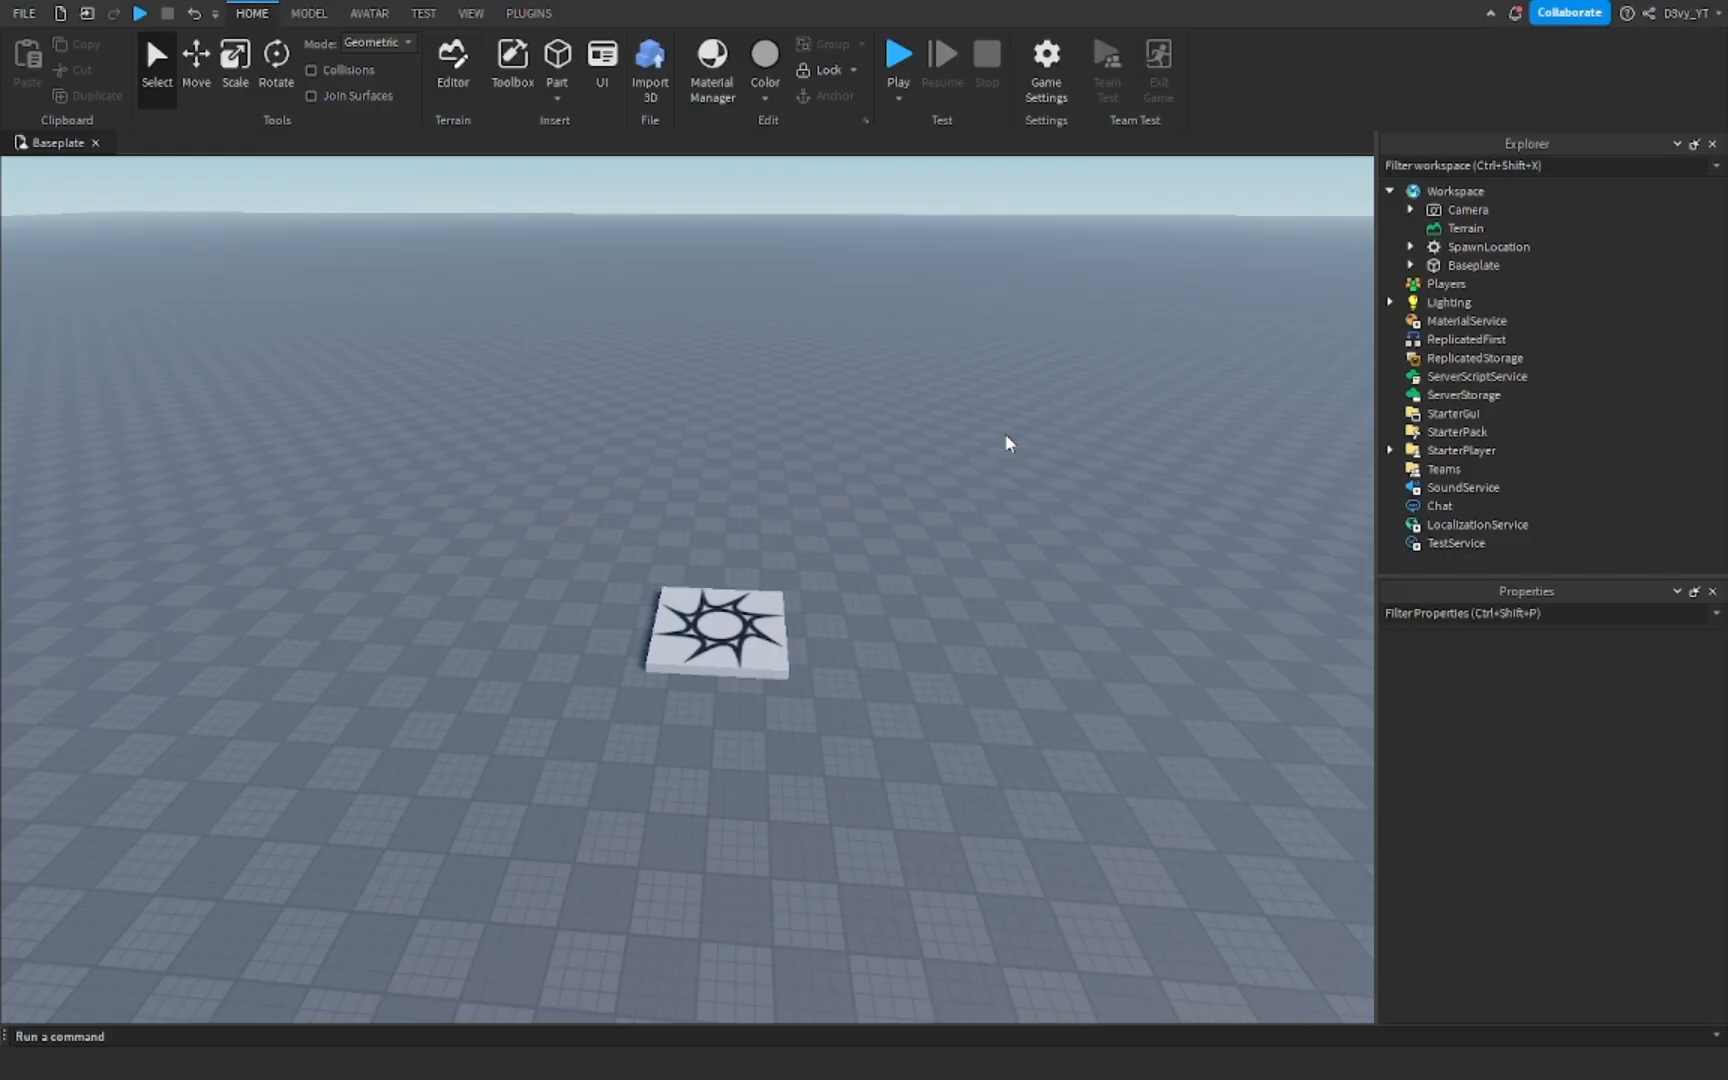 FILE HOME MODEL AVATAR TEST VIEW PLUGINS Collaborate D3vy_YT
Paste Copy Cut Duplicate Clipboard
Select Move Scale Rotate Mode: Geometric Collisions Join Surfaces Tools
Editor Terrain
Toolbox Part UI Insert
Import 3D File
Material Manager Color Group Lock Anchor Edit
Play Resume Stop Test
Game Settings Settings
Team Test Exit Game Team Test
Baseplate
Explorer
Filter workspace (Ctrl+Shift+X)
Workspace
Camera
Terrain
SpawnLocation
Baseplate
Players
Lighting
MaterialService
ReplicatedFirst
ReplicatedStorage
ServerScriptService
ServerStorage
StarterGui
StarterPack
StarterPlayer
Teams
SoundService
Chat
LocalizationService
TestService
Properties
Filter Properties (Ctrl+Shift+P)
Run a command